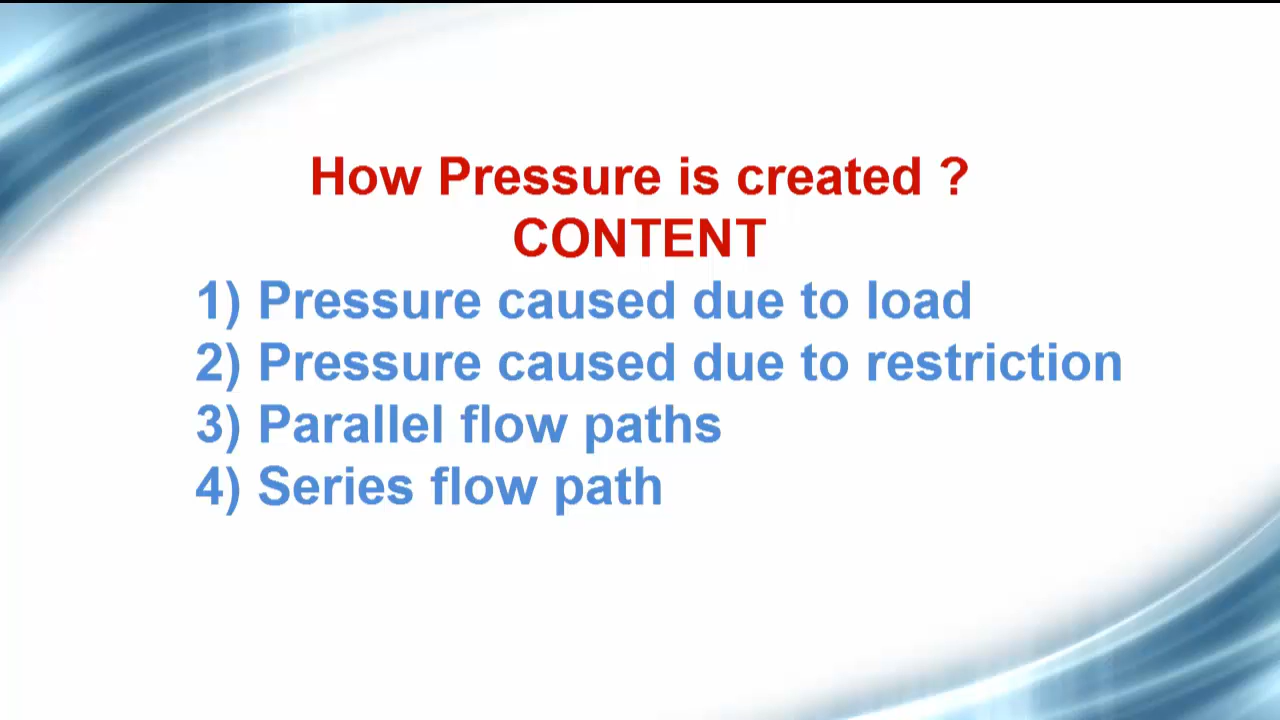 How Pressure is created ?
CONTENT
1) Pressure caused due to load
2) Pressure caused due to restriction
3) Parallel flow paths
4) Series flow path